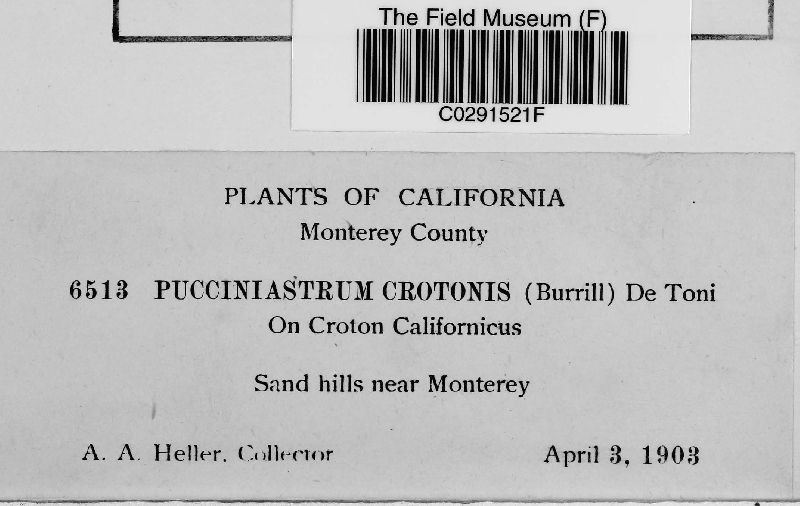 The Field Museum (F)
C0291521F
PLANTS OF CALIFORNIA
Monterey County
6513 PUCCINIASTRUM CROTONIS (Burrill) De Toni
On Croton Californicus
Sand hills near Monterey
A. A. Heller, Collector April 3, 1903